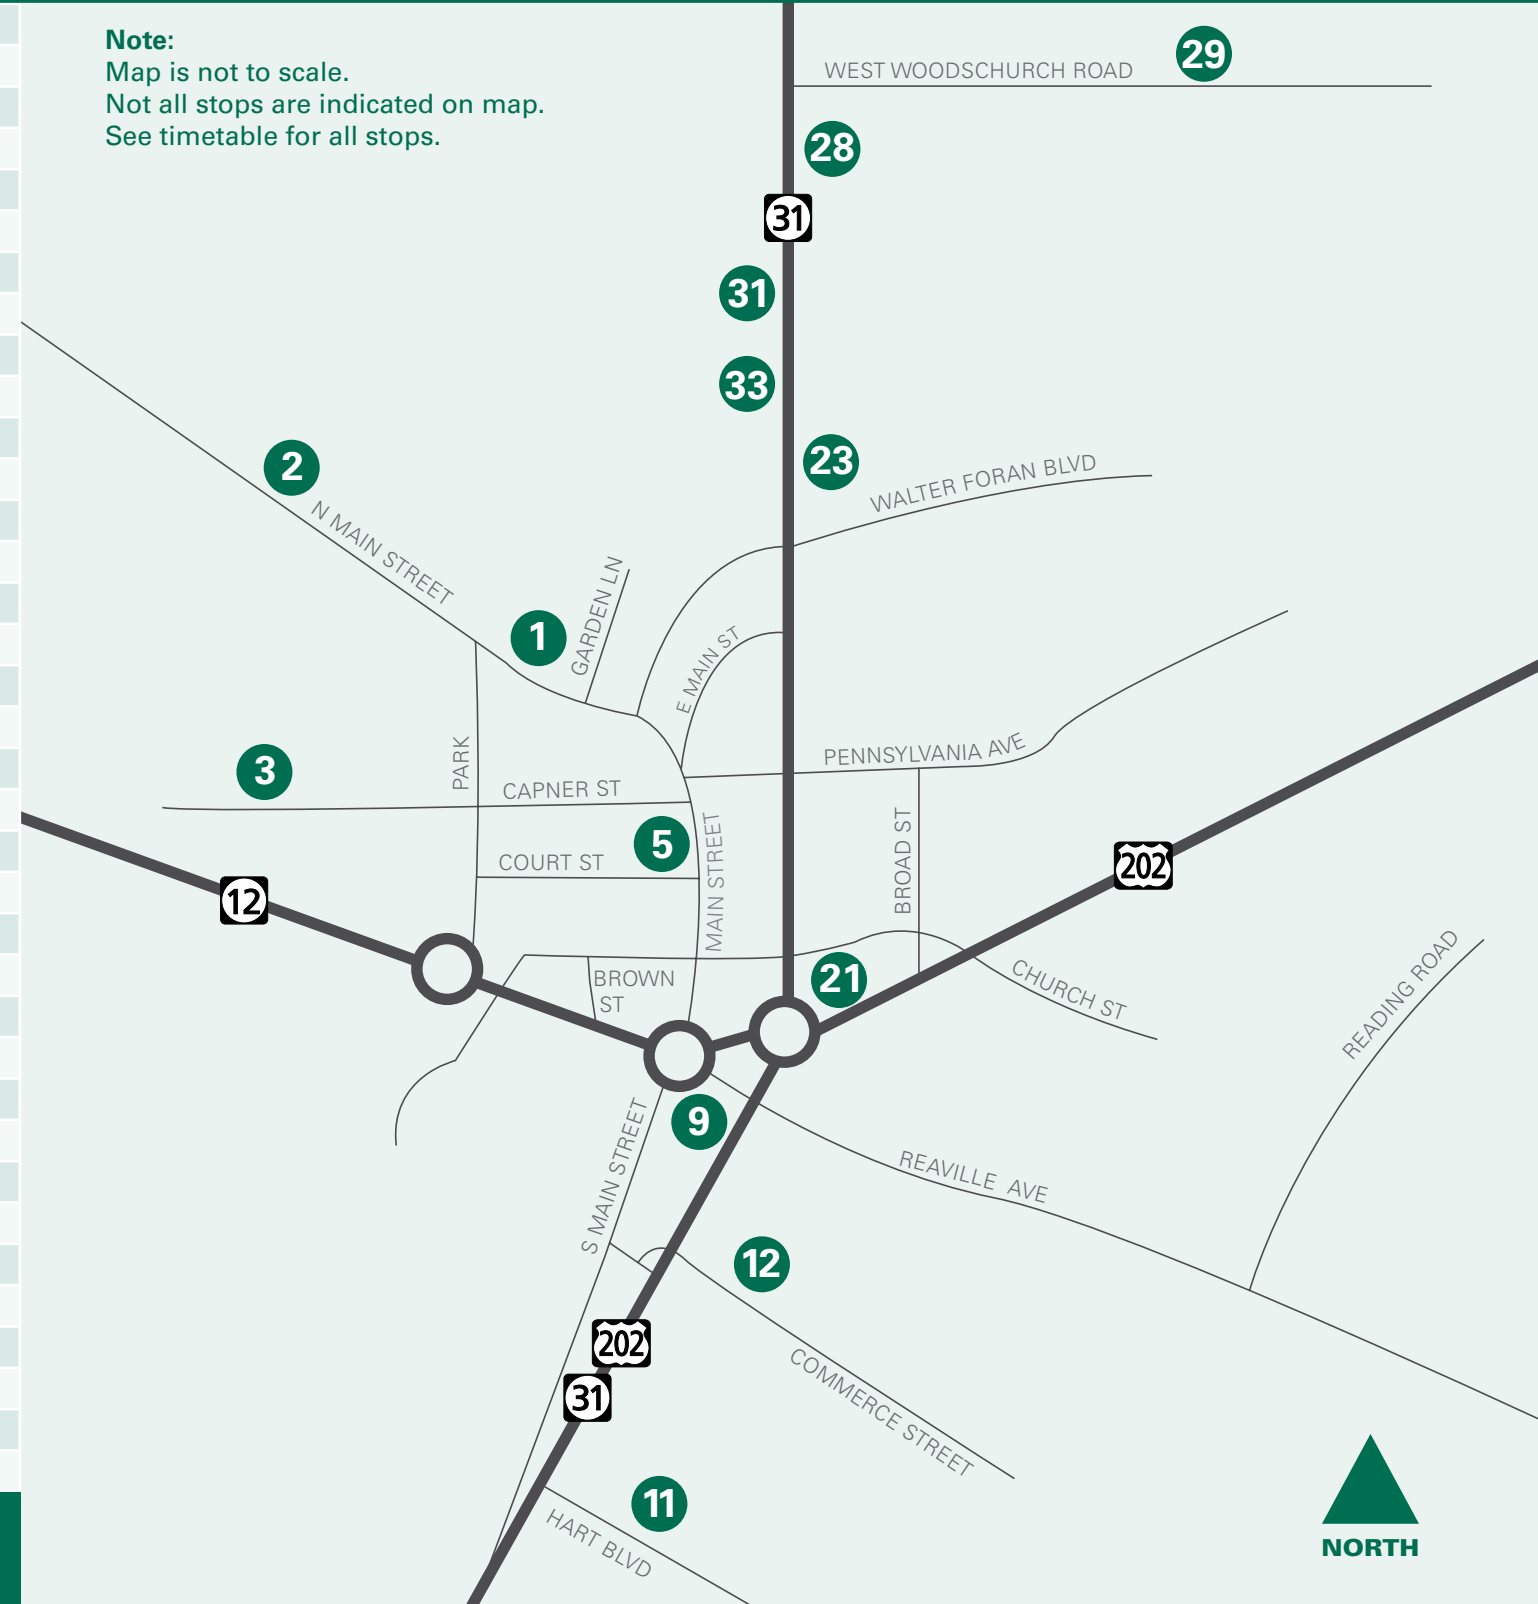 Note:
Map is not to scale.
Not all stops are indicated on map.
See timetable for all stops.
29
WEST WOODSCHURCH ROAD
28
31
31
33
23
2
WALTER FORAN BLVD
N MAIN STREET
GARDEN LN
1
E MAIN ST
PARK
PENNSYLVANIA AVE
3
CAPNER ST
5
MAIN STREET
BROAD ST
COURT ST
202
12
BROWN
ST
21
CHURCH ST
READING ROAD
9
S MAIN STREET
REAVILLE AVE
12
202
31
COMMERCE STREET
11
HART BLVD
NORTH